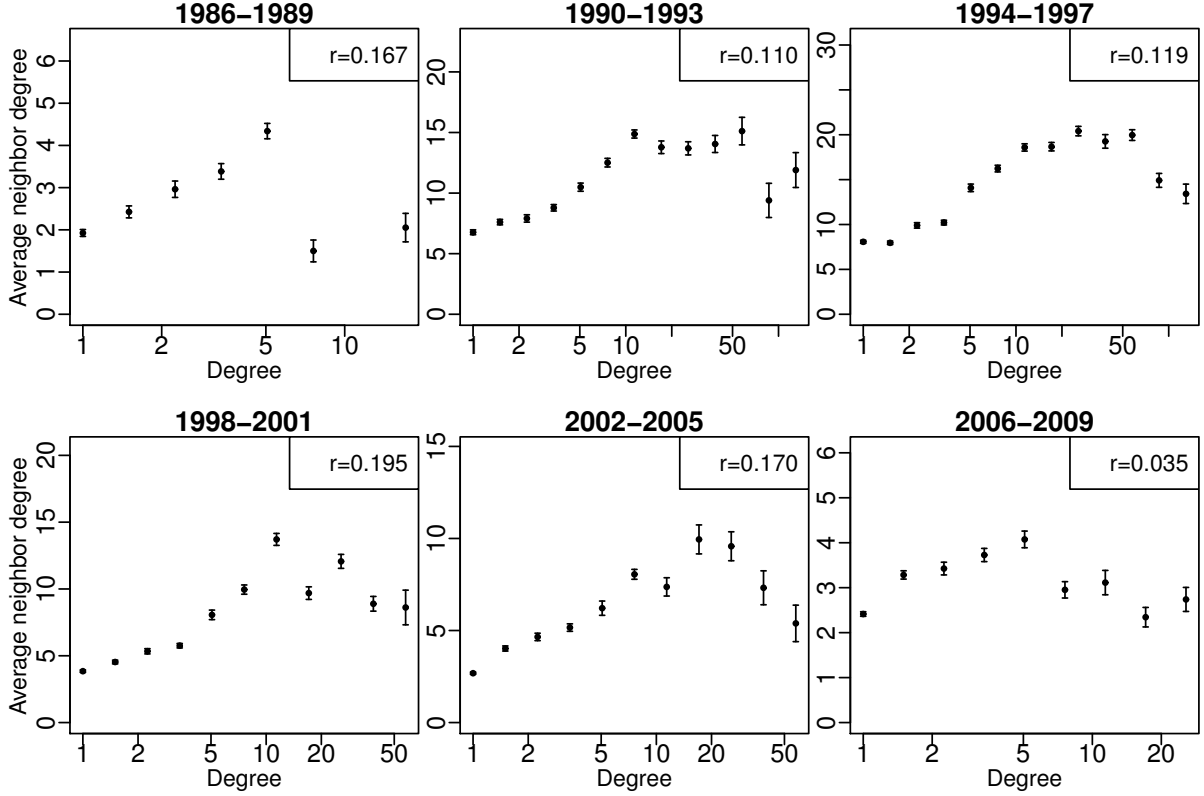 1986−1989
r=0.167
Average neighbor degree
0 1 2 3 4 5 6
1 2 5 10
Degree
1990−1993
r=0.110
0 5 10 15 20
1 2 5 10 50
Degree
1994−1997
r=0.119
0 5 10 20 30
1 2 5 10 50
Degree
1998−2001
r=0.195
Average neighbor degree
0 5 10 15 20
1 2 5 10 20 50
Degree
2002−2005
r=0.170
0 5 10 15
1 2 5 10 20 50
Degree
2006−2009
r=0.035
0 1 2 3 4 5 6
1 2 5 10 20
Degree